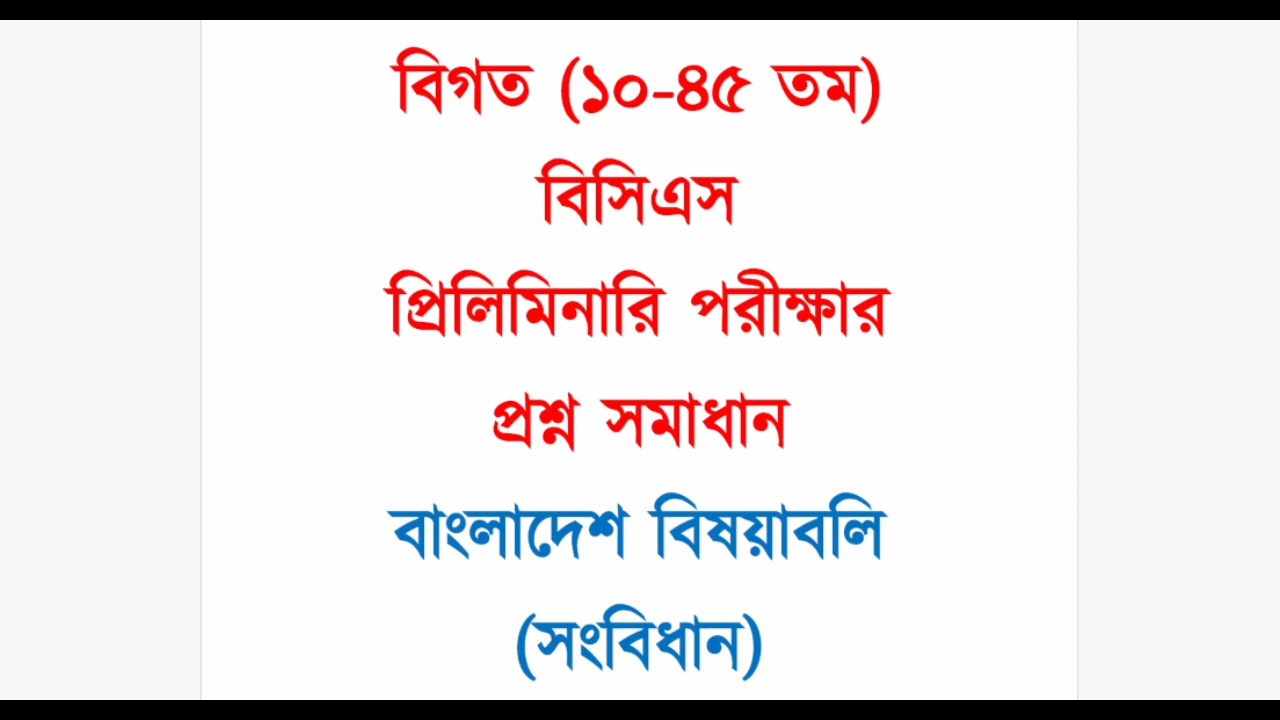 বিগত (১০-৪৫ তম)
বিসিএস
প্রিলিমিনারি পরীক্ষার
প্রশ্ন সমাধান
বাংলাদেশ বিষয়াবলি
(সংবিধান)